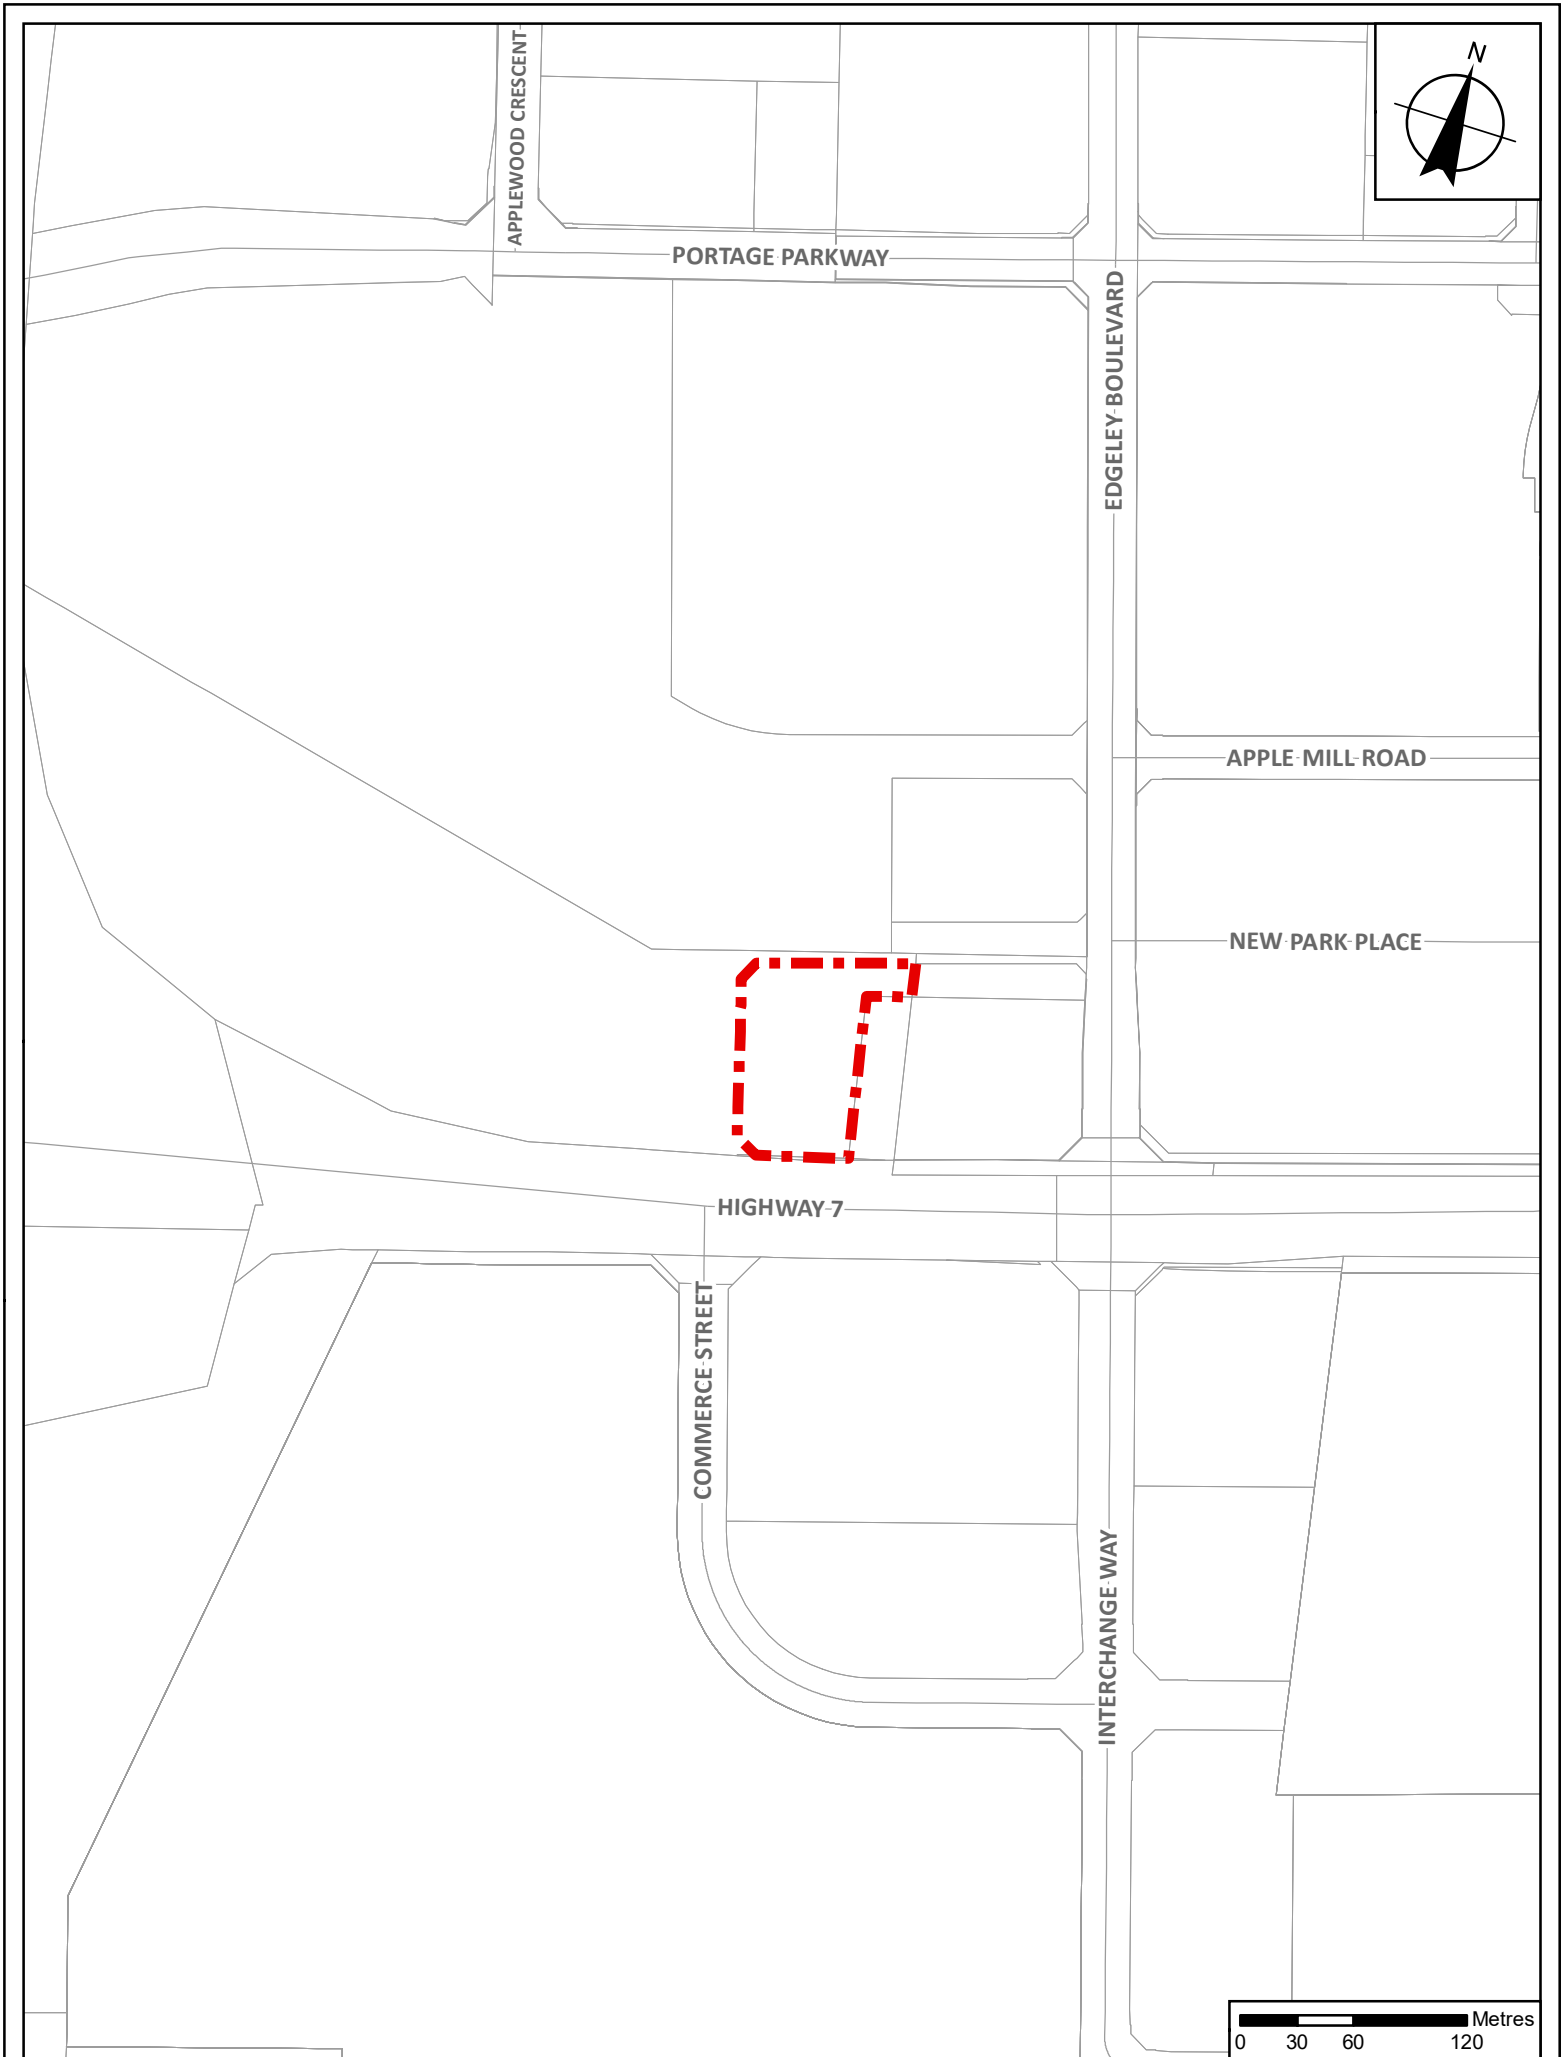 N
APPLEWOOD CRESCENT
PORTAGE PARKWAY
EDGELEY BOULEVARD
APPLE MILL ROAD
NEW PARK PLACE
HIGHWAY 7
COMMERCE STREET
INTERCHANGE WAY
Metres
0 30 60 120